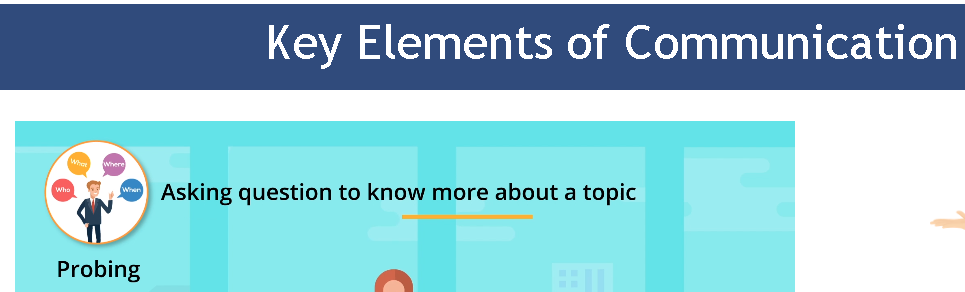 Key Elements of Communication
What
Where
Who
When
Asking question to know more about a topic
Probing